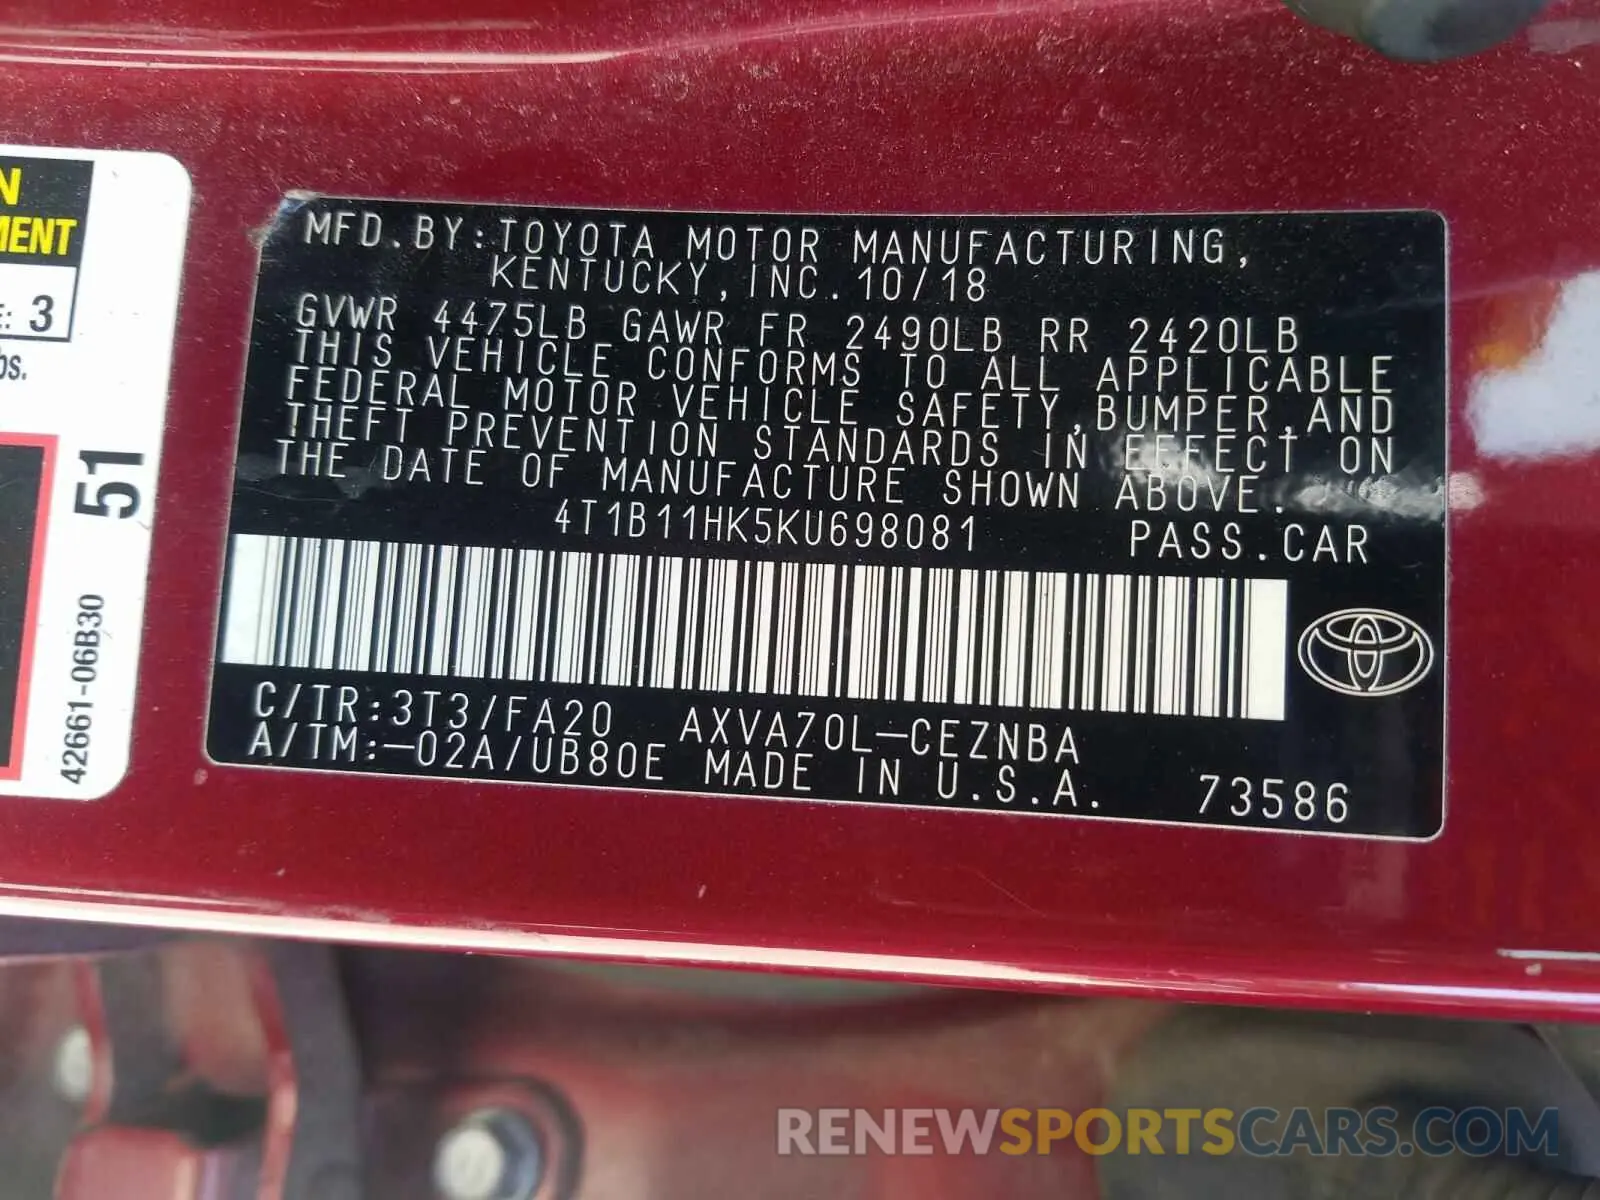 MFD.BY:TOYOTA MOTOR MANUFACTURING,
KENTUCKY,INC.10/18
GVWR 4475LB GAWR FR 2490LB RR 2420LB
THIS VEHICLE CONFORMS TO ALL APPLICABLE
FEDERAL MOTOR VEHICLE SAFETY,BUMPER,AND
THEFT PREVENTION STANDARDS IN EFFECT ON
THE DATE OF MANUFACTURE SHOWN ABOVE.
4T1B11HK5KU698081 PASS.CAR
C/TR:3T3/FA20 AXVA70L-CEZNBA
A/TM:-02A/UB80E MADE IN U.S.A. 73586
N
MENT
E: 3
bs.
51
42661-06B30
RENEWSPORTSCARS.COM